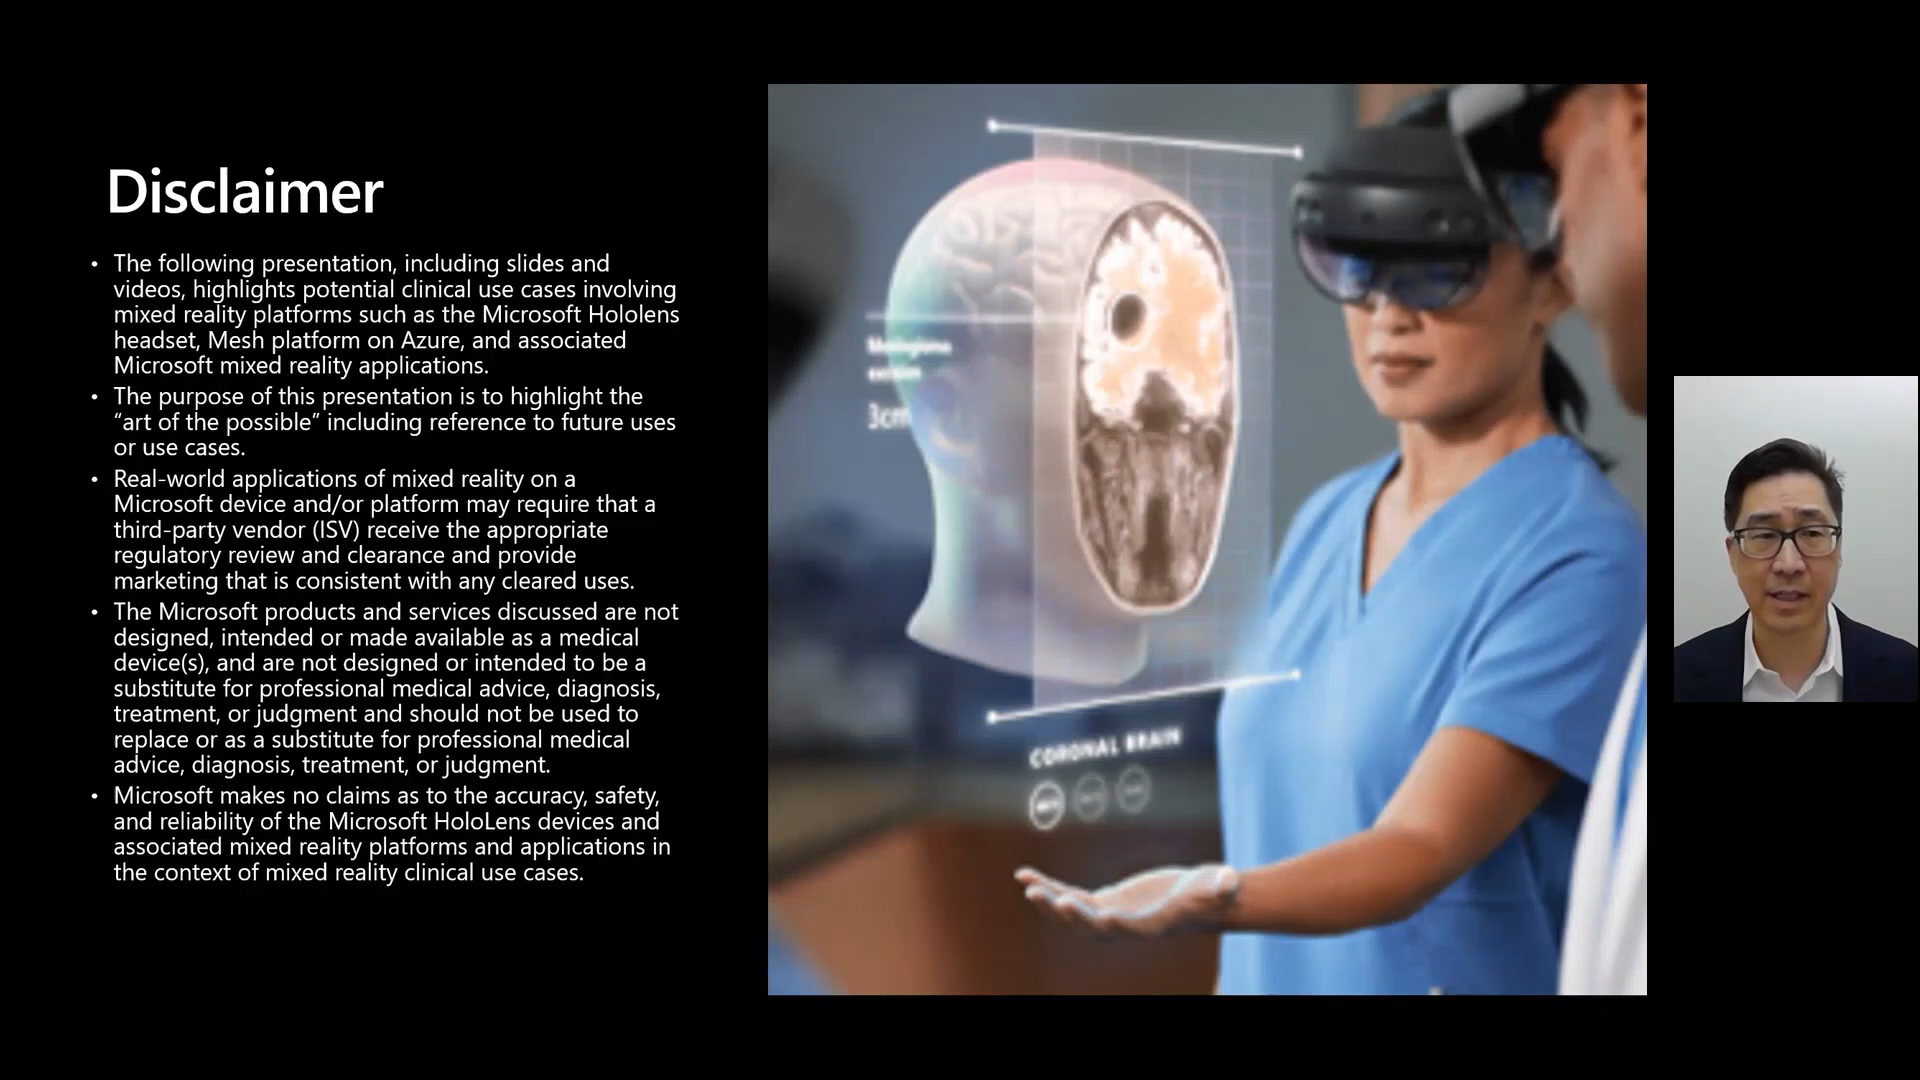 Disclaimer
• The following presentation, including slides and
videos, highlights potential clinical use cases involving
mixed reality platforms such as the Microsoft Hololens
headset, Mesh platform on Azure, and associated
Microsoft mixed reality applications.
• The purpose of this presentation is to highlight the
“art of the possible” including reference to future uses
or use cases.
• Real-world applications of mixed reality on a
Microsoft device and/or platform may require that a
third-party vendor (ISV) receive the appropriate
regulatory review and clearance and provide
marketing that is consistent with any cleared uses.
• The Microsoft products and services discussed are not
designed, intended or made available as a medical
device(s), and are not designed or intended to be a
substitute for professional medical advice, diagnosis,
treatment, or judgment and should not be used to
replace or as a substitute for professional medical
advice, diagnosis, treatment, or judgment.
• Microsoft makes no claims as to the accuracy, safety,
and reliability of the Microsoft HoloLens devices and
associated mixed reality platforms and applications in
the context of mixed reality clinical use cases.
3cm
CORONAL BRAIN